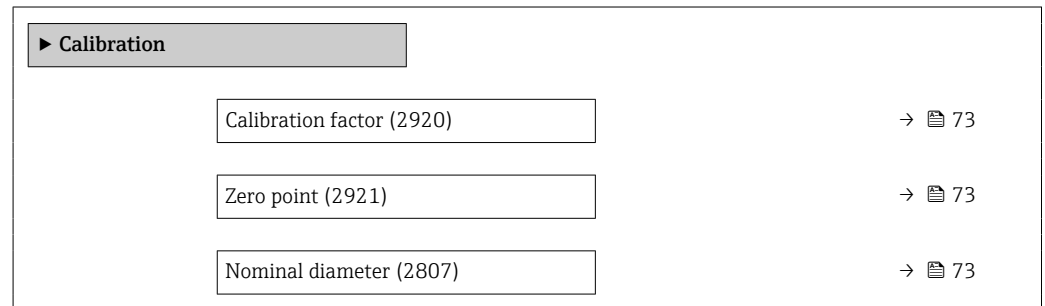 ▶ Calibration
Calibration factor (2920) → 73
Zero point (2921) → 73
Nominal diameter (2807) → 73